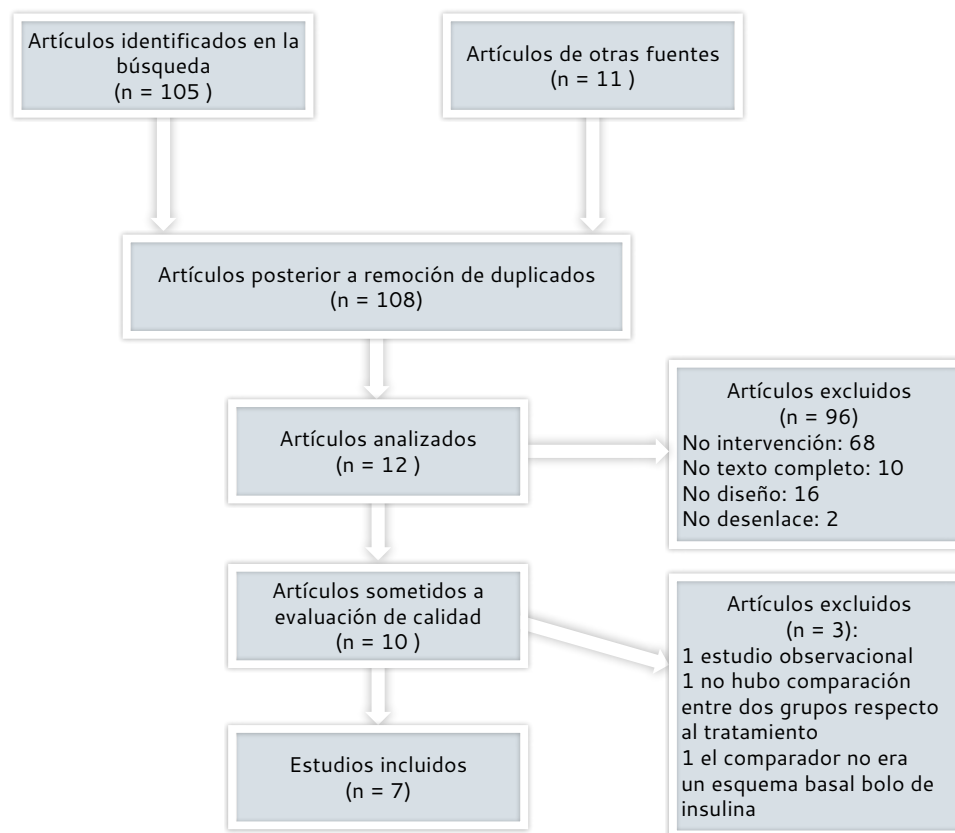 Artículos identificados en la
búsqueda
(n = 105 )
Artículos de otras fuentes
(n = 11 )
Artículos posterior a remoción de duplicados
(n = 108)
Artículos analizados
(n = 12 )
Artículos excluidos
(n = 96)
No intervención: 68
No texto completo: 10
No diseño: 16
No desenlace: 2
Artículos sometidos a
evaluación de calidad
(n = 10 )
Artículos excluidos
(n = 3):
1 estudio observacional
1 no hubo comparación
entre dos grupos respecto
al tratamiento
1 el comparador no era
un esquema basal bolo de
insulina
Estudios incluidos
(n = 7)